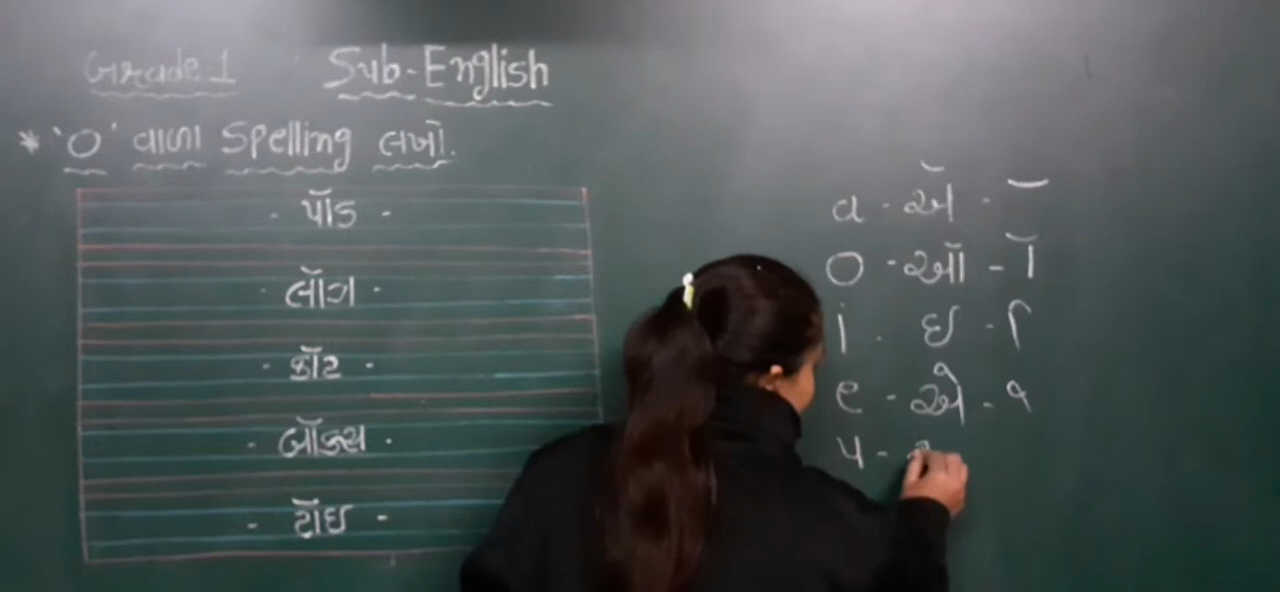 Grade-1 Sub-English
* 'O' વાળા Spelling લખો.
- પૉડ -
- લૉગ -
- કૉટ -
- બૉક્સ -
- ટૉઇ -
a - ઍ - ૅ
o - ઑ - ૉ
i - ઇ - િ
e - એ - ે
u -